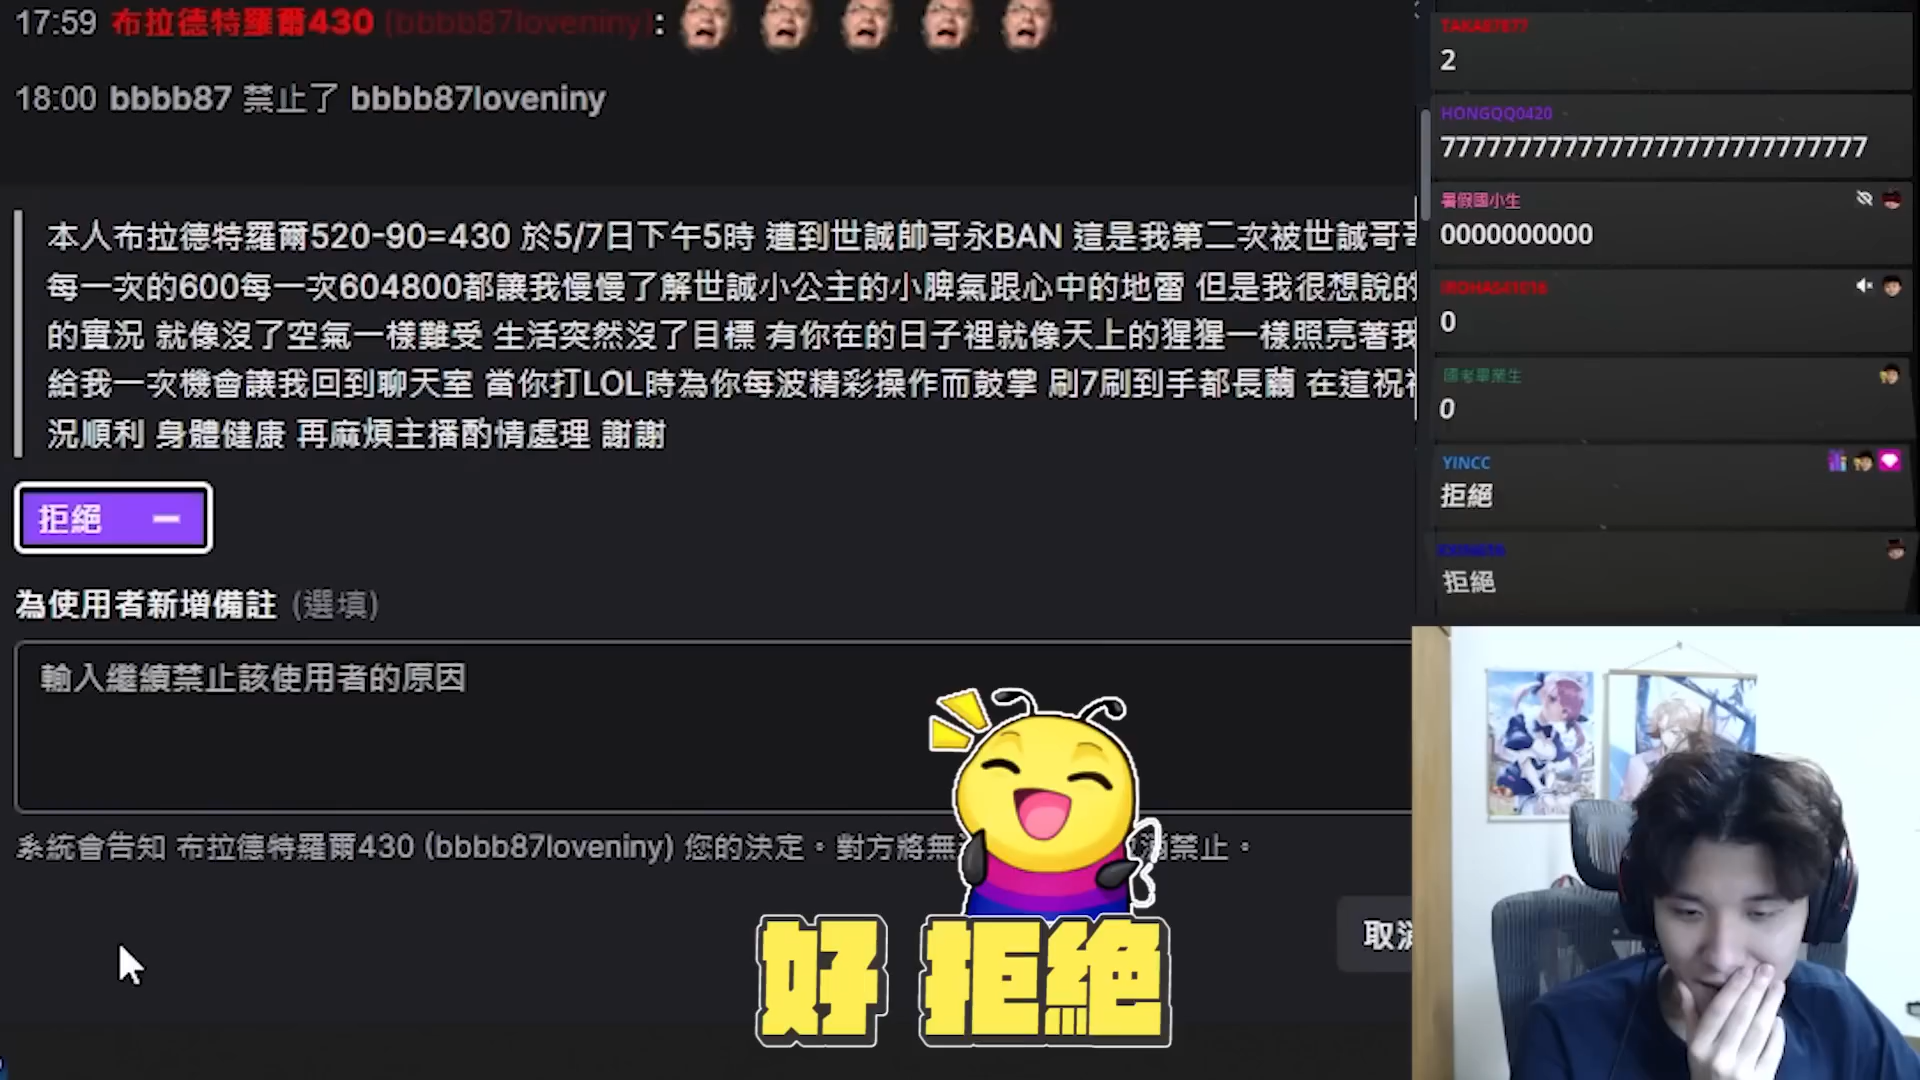 17:59 布拉德特羅爾430 (bbbb87loveniny):
18:00 bbbb87 禁止了 bbbb87loveniny
本人布拉德特羅爾520-90=430 於5/7日下午5時 遭到世誠帥哥永BAN 這是我第二次被世誠哥
每一次的600每一次604800都讓我慢慢了解世誠小公主的小脾氣跟心中的地雷 但是我很想說的
的實況 就像沒了空氣一樣難受 生活突然沒了目標 有你在的日子裡就像天上的猩猩一樣照亮著我
給我一次機會讓我回到聊天室 當你打LOL時為你每波精彩操作而鼓掌 刷7刷到手都長繭 在這祝
況順利 身體健康 再麻煩主播酌情處理 謝謝
拒絕
為使用者新增備註 (選填)
輸入繼續禁止該使用者的原因
系統會告知 布拉德特羅爾430 (bbbb87loveniny) 您的決定。對方將無 禁止。
取消
好 拒絕
TAKA87877
2
HONGQQ0420
7777777777777777777777777777
暑假國小生
0000000000
IROHAS41016
0
國考畢業生
0
YINCC
拒絕
拒絕